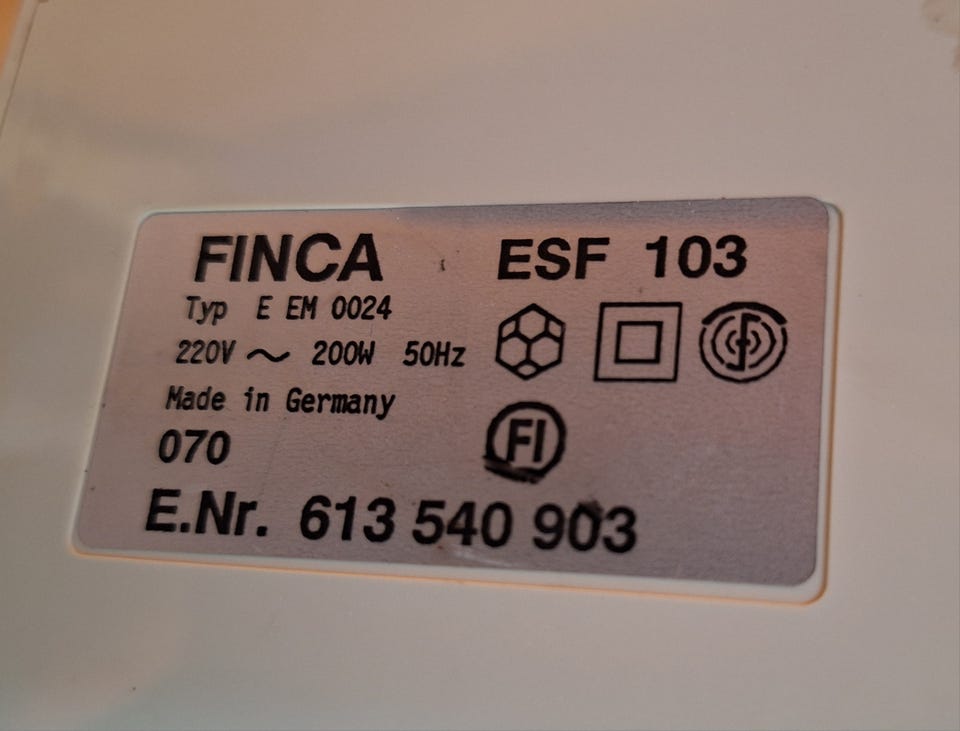 FINCA ESF 103
Typ E EM 0024
220V ~ 200W 50Hz
Made in Germany
070
FI
E.Nr. 613 540 903